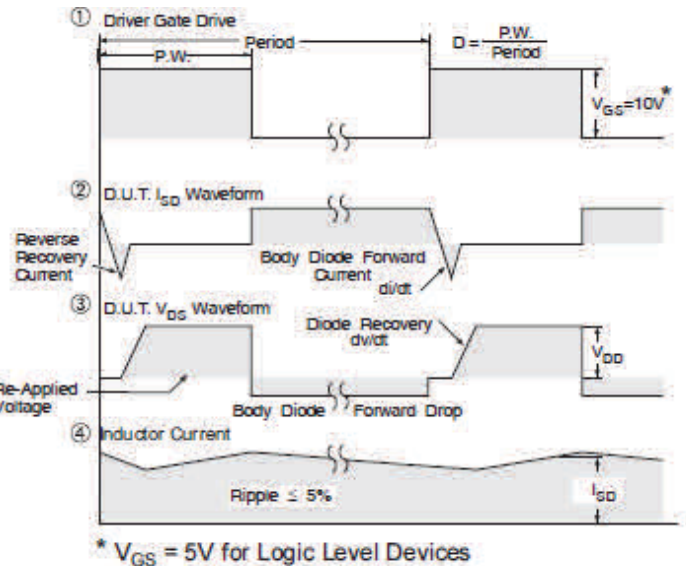 ① Driver Gate Drive
P.W.
Period
D = P.W.
Period
VGS=10V*
② D.U.T. ISD Waveform
Reverse
Recovery
Current
Body Diode Forward
Current
di/dt
③ D.U.T. VDS Waveform
Diode Recovery
dv/dt
VDD
Re-Applied
Voltage
Body Diode Forward Drop
④ Inductor Current
Ripple ≤ 5%
ISD
* VGS = 5V for Logic Level Devices